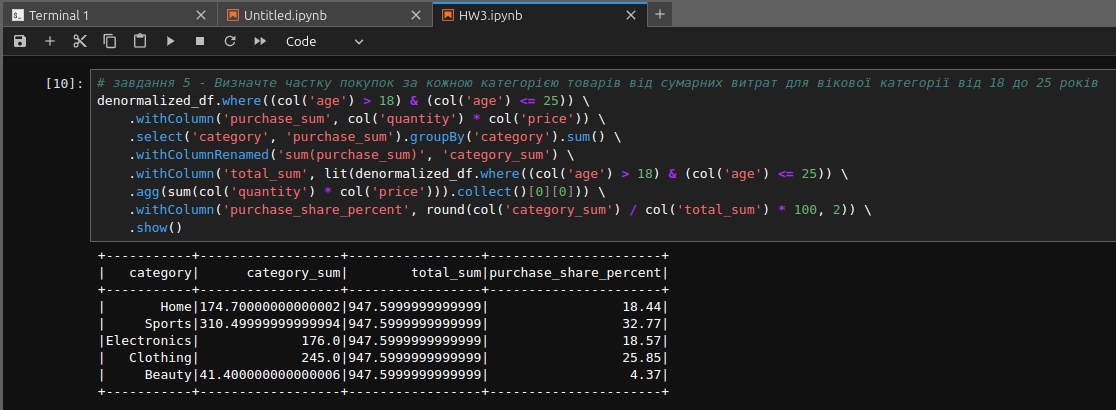 Terminal 1
Untitled.ipynb
HW3.ipynb
Code
[10]:
# завдання 5 - Визначте частку покупок за кожною категорією товарів від сумарних витрат для вікової категорії від 18 до 25 років
denormalized_df.where((col('age') > 18) & (col('age') <= 25)) \
    .withColumn('purchase_sum', col('quantity') * col('price')) \
    .select('category', 'purchase_sum').groupBy('category').sum() \
    .withColumnRenamed('sum(purchase_sum)', 'category_sum') \
    .withColumn('total_sum', lit(denormalized_df.where((col('age') > 18) & (col('age') <= 25)) \
    .agg(sum(col('quantity') * col('price'))).collect()[0][0])) \
    .withColumn('purchase_share_percent', round(col('category_sum') / col('total_sum') * 100, 2)) \
    .show()
+-----------+------------------+-----------------+----------------------+
|   category|      category_sum|        total_sum|purchase_share_percent|
+-----------+------------------+-----------------+----------------------+
|       Home|174.70000000000002|947.5999999999999|                 18.44|
|     Sports|310.49999999999994|947.5999999999999|                 32.77|
|Electronics|             176.0|947.5999999999999|                 18.57|
|   Clothing|             245.0|947.5999999999999|                 25.85|
|     Beauty|41.400000000000006|947.5999999999999|                  4.37|
+-----------+------------------+-----------------+----------------------+